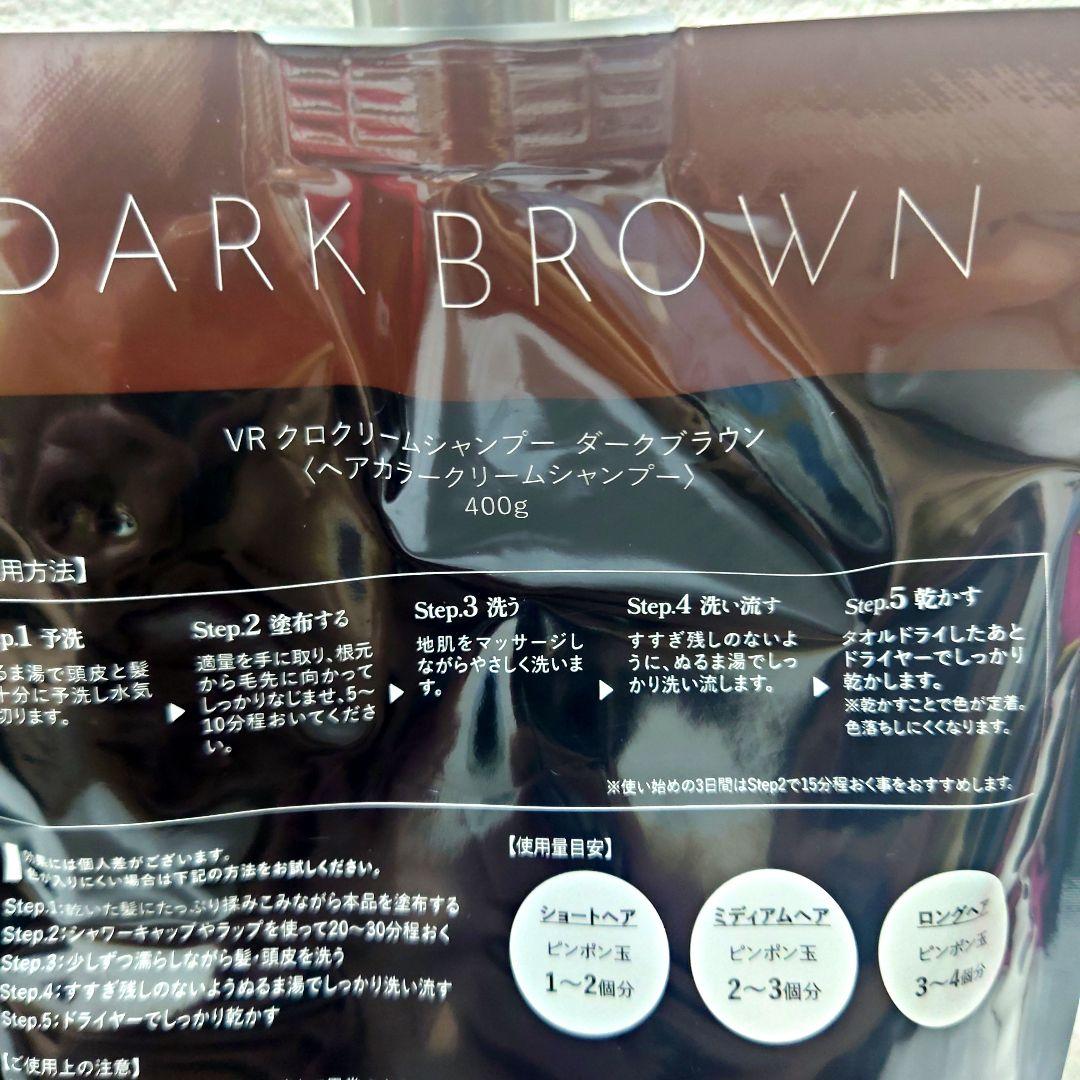 DARK BROWN
VR クロクリームシャンプー ダークブラウン
〈ヘアカラークリームシャンプー〉
400g
用方法】
p.1 予洗
るま湯で頭皮と髪
十分に予洗し水気
切ります。
Step.2 塗布する
適量を手に取り、根元
から毛先に向かって
しっかりなじませ、5〜
10分程おいてくださ
い。
Step.3 洗う
地肌をマッサージし
ながらやさしく洗いま
す。
Step.4 洗い流す
すすぎ残しのないよ
うに、ぬるま湯でしっ
かり洗い流します。
Step.5 乾かす
タオルドライしたあと
ドライヤーでしっかり
乾かします。
※乾かすことで色が定着。
色落ちしにくくなります。
※使い始めの3日間はStep2で15分程おく事をおすすめします。
効果には個人差がございます。
色が入りにくい場合は下記の方法をお試しください。
Step.1:乾いた髪にたっぷり揉みこみながら本品を塗布する
Step.2:シャワーキャップやラップを使って20〜30分程おく
Step.3:少しずつ濡らしながら髪・頭皮を洗う
Step.4:すすぎ残しのないようぬるま湯でしっかり洗い流す
Step.5:ドライヤーでしっかり乾かす
【使用量目安】
ショートヘア
ピンポン玉
1〜2個分
ミディアムヘア
ピンポン玉
2〜3個分
ロングヘア
ピンポン玉
3〜4個分
【ご使用上の注意】